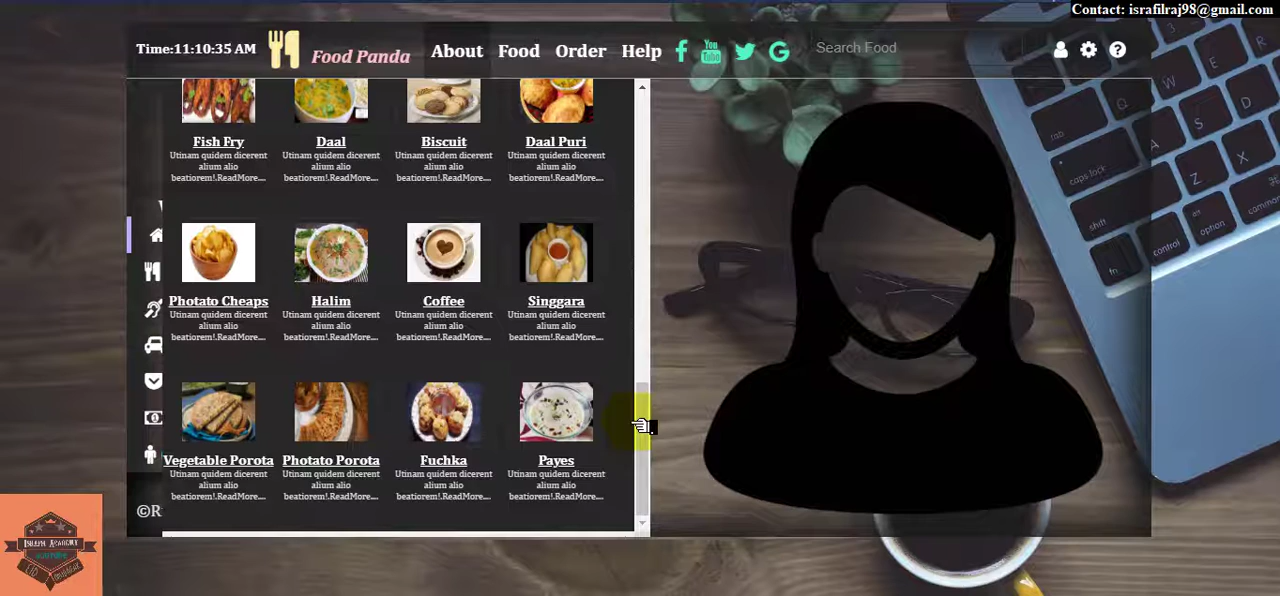 Contact: israfilraj98@gmail.com
Time:11:10:35 AM Food Panda About Food Order Help Search Food
Fish Fry Daal Biscuit Daal Puri
Utinam quidem dicerent Utinam quidem dicerent Utinam quidem dicerent Utinam quidem dicerent
alium alio alium alio alium alio alium alio
beatiorem!.ReadMore.... beatiorem!.ReadMore.... beatiorem!.ReadMore.... beatiorem!.ReadMore....
Photato Cheaps Halim Coffee Singgara
Utinam quidem dicerent Utinam quidem dicerent Utinam quidem dicerent Utinam quidem dicerent
alium alio alium alio alium alio alium alio
beatiorem!.ReadMore.... beatiorem!.ReadMore.... beatiorem!.ReadMore.... beatiorem!.ReadMore....
Vegetable Porota Photato Porota Fuchka Payes
Utinam quidem dicerent Utinam quidem dicerent Utinam quidem dicerent Utinam quidem dicerent
alium alio alium alio alium alio alium alio
beatiorem!.ReadMore.... beatiorem!.ReadMore.... beatiorem!.ReadMore.... beatiorem!.ReadMore....
©R